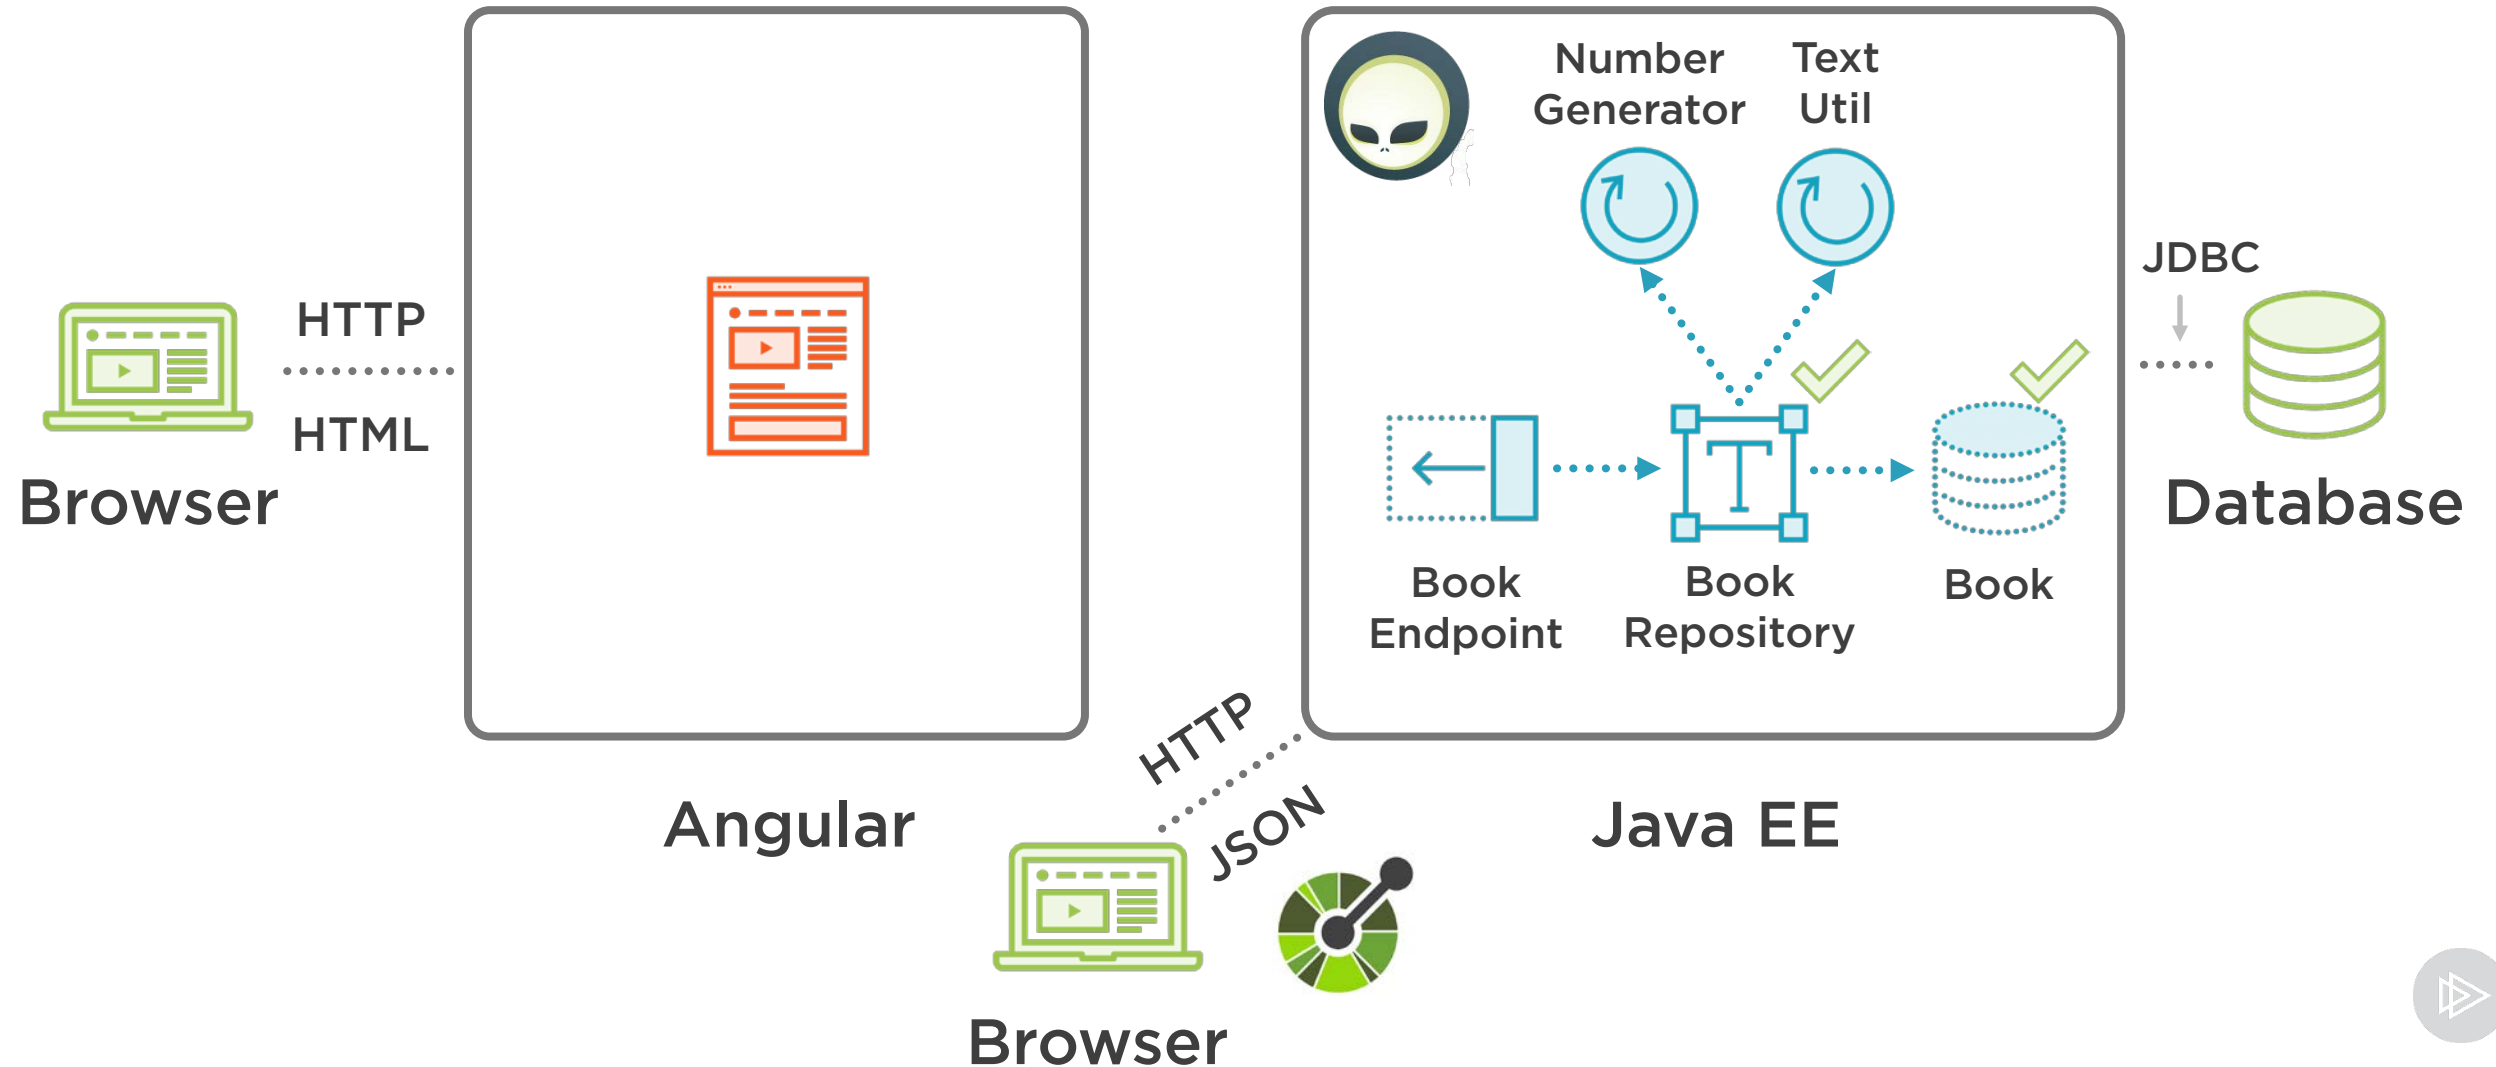 Number
Generator
Text
Util
JDBC
HTTP
HTML
Browser
Database
Book
Endpoint
Book
Repository
Book
HTTP
JSON
Angular
Java EE
Browser